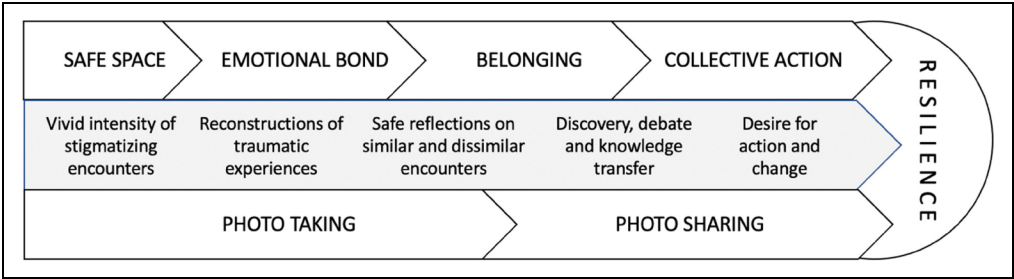 SAFE SPACE
EMOTIONAL BOND
BELONGING
COLLECTIVE ACTION
Vivid intensity of
stigmatizing
encounters
Reconstructions of
traumatic
experiences
Safe reflections on
similar and dissimilar
encounters
Discovery, debate
and knowledge
transfer
Desire for
action and
change
PHOTO TAKING
PHOTO SHARING
RESILIENCE